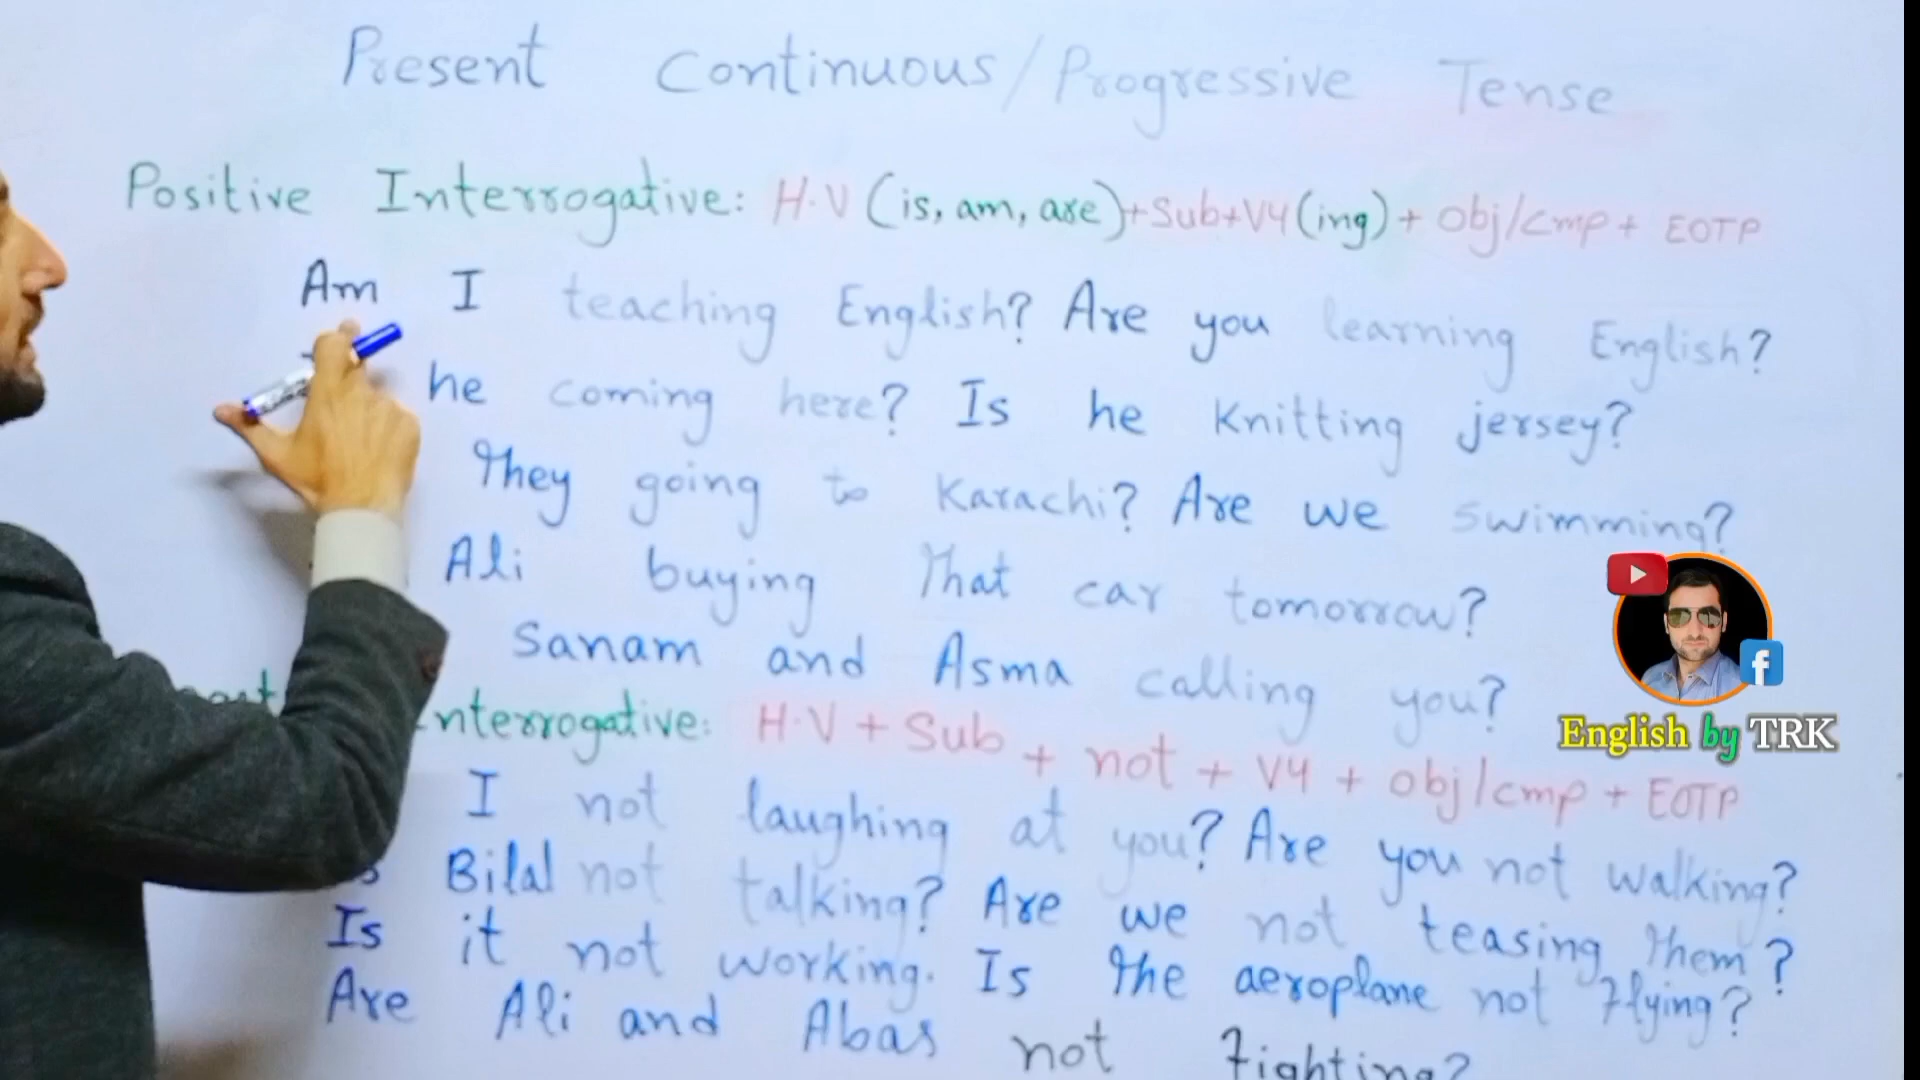 Present Continuous/Progressive Tense
Positive Interrogative: H.V (is, am, are)+Sub+V4(ing)+ Obj/cmp+ EOTP
Am I teaching English? Are you learning English?
he coming here? Is he knitting jersey?
They going to Karachi? Are we swimming?
Ali buying That car tomorrow?
Sanam and Asma calling you?
nterrogative: H.V + Sub + not + V4 + obj/cmp + EOTP
I not laughing at you? Are you not walking?
Bilal not talking? Are we not teasing Them?
Is it not working. Is The aeroplane not Flying?
Are Ali and Abas not Fighting?
English by TRK